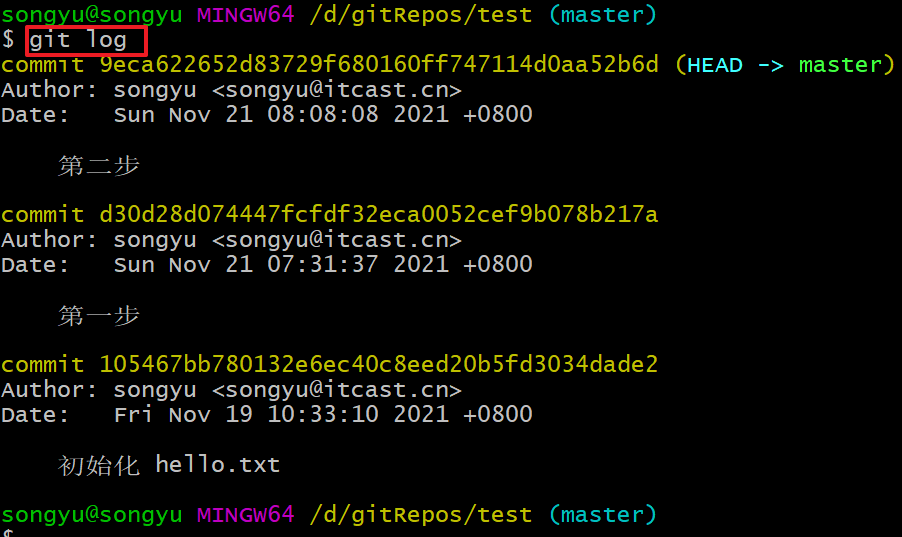 songyu@songyu MINGW64 /d/gitRepos/test (master)
$ git log
commit 9eca622652d83729f680160ff747114d0aa52b6d (HEAD -> master)
Author: songyu <songyu@itcast.cn>
Date:   Sun Nov 21 08:08:08 2021 +0800
第二步
commit d30d28d074447fcfdf32eca0052cef9b078b217a
Author: songyu <songyu@itcast.cn>
Date:   Sun Nov 21 07:31:37 2021 +0800
第一步
commit 105467bb780132e6ec40c8eed20b5fd3034dade2
Author: songyu <songyu@itcast.cn>
Date:   Fri Nov 19 10:33:10 2021 +0800
初始化 hello.txt
songyu@songyu MINGW64 /d/gitRepos/test (master)
$